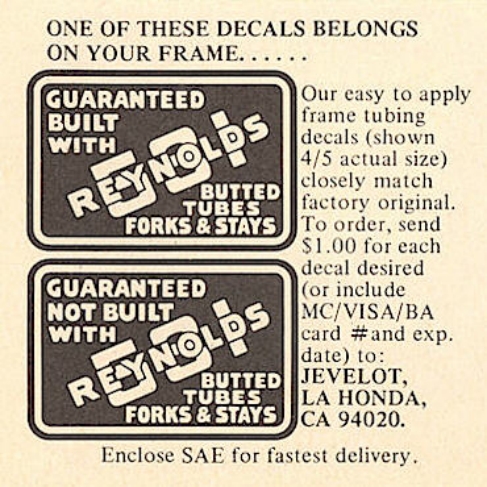 ONE OF THESE DECALS BELONGS
ON YOUR FRAME......
GUARANTEED
BUILT
WITH
531
REYNOLDS
BUTTED
TUBES
FORKS & STAYS
GUARANTEED
NOT BUILT
WITH
531
REYNOLDS
BUTTED
TUBES
FORKS & STAYS
Our easy to apply
frame tubing
decals (shown
4/5 actual size)
closely match
factory original.
To order, send
$1.00 for each
decal desired
(or include
MC/VISA/BA
card # and exp.
date) to:
JEVELOT,
LA HONDA,
CA 94020.
Enclose SAE for fastest delivery.